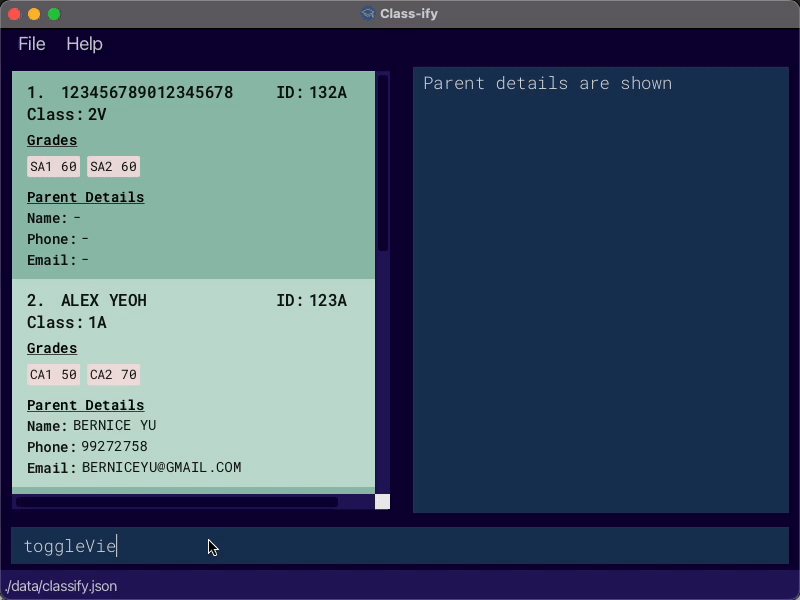 Class-ify
File Help
1. 123456789012345678 ID: 132A
Class: 2V
Grades
SA1 60 SA2 60
Parent Details
Name: -
Phone: -
Email: -
2. ALEX YEOH ID: 123A
Class: 1A
Grades
CA1 50 CA2 70
Parent Details
Name: BERNICE YU
Phone: 99272758
Email: BERNICEYU@GMAIL.COM
Parent details are shown
toggleVie
./data/classify.json